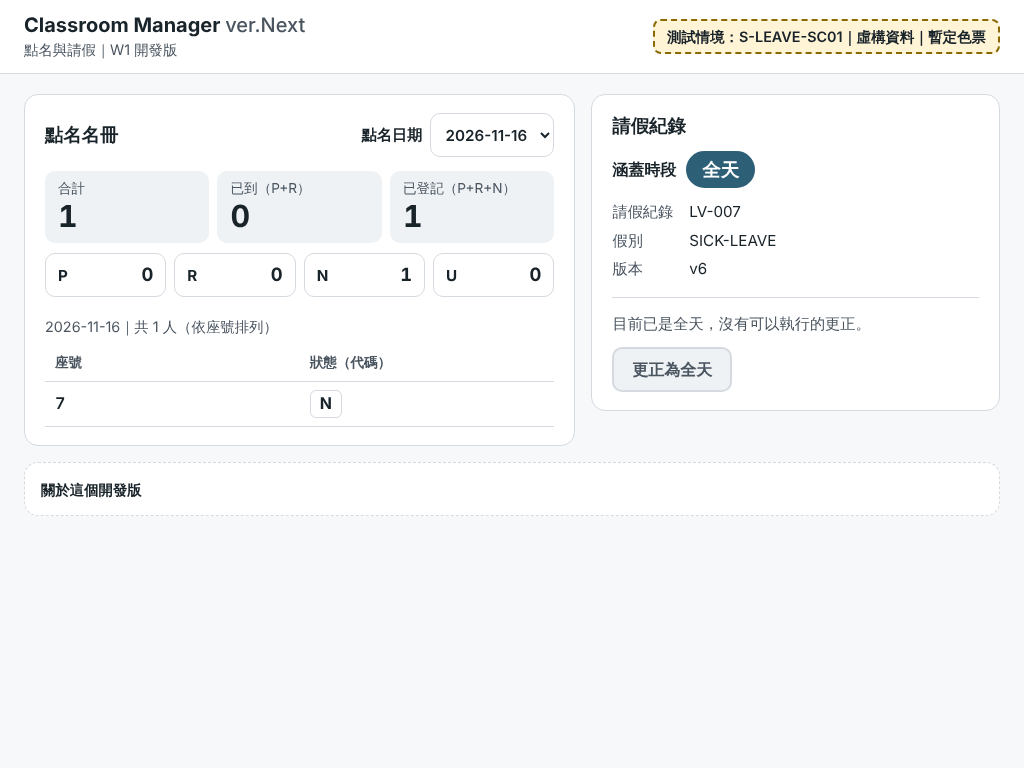 Classroom Manager ver.Next
點名與請假｜W1 開發版
測試情境：S-LEAVE-SC01｜虛構資料｜暫定色票
點名名冊
點名日期 2026-11-16
合計
1
已到（P+R）
0
已登記（P+R+N）
1
P 0
R 0
N 1
U 0
2026-11-16｜共 1 人（依座號排列）
座號 狀態（代碼）
7 N
請假紀錄
涵蓋時段 全天
請假紀錄 LV-007
假別 SICK-LEAVE
版本 v6
目前已是全天，沒有可以執行的更正。
更正為全天
關於這個開發版